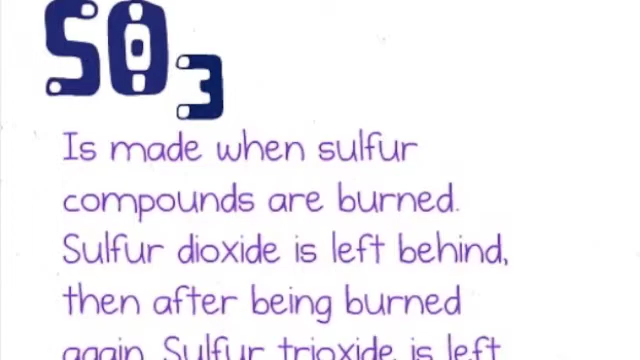 SO3
Is made when sulfur
compounds are burned.
Sulfur dioxide is left behind,
then after being burned
again Sulfur trioxide is left